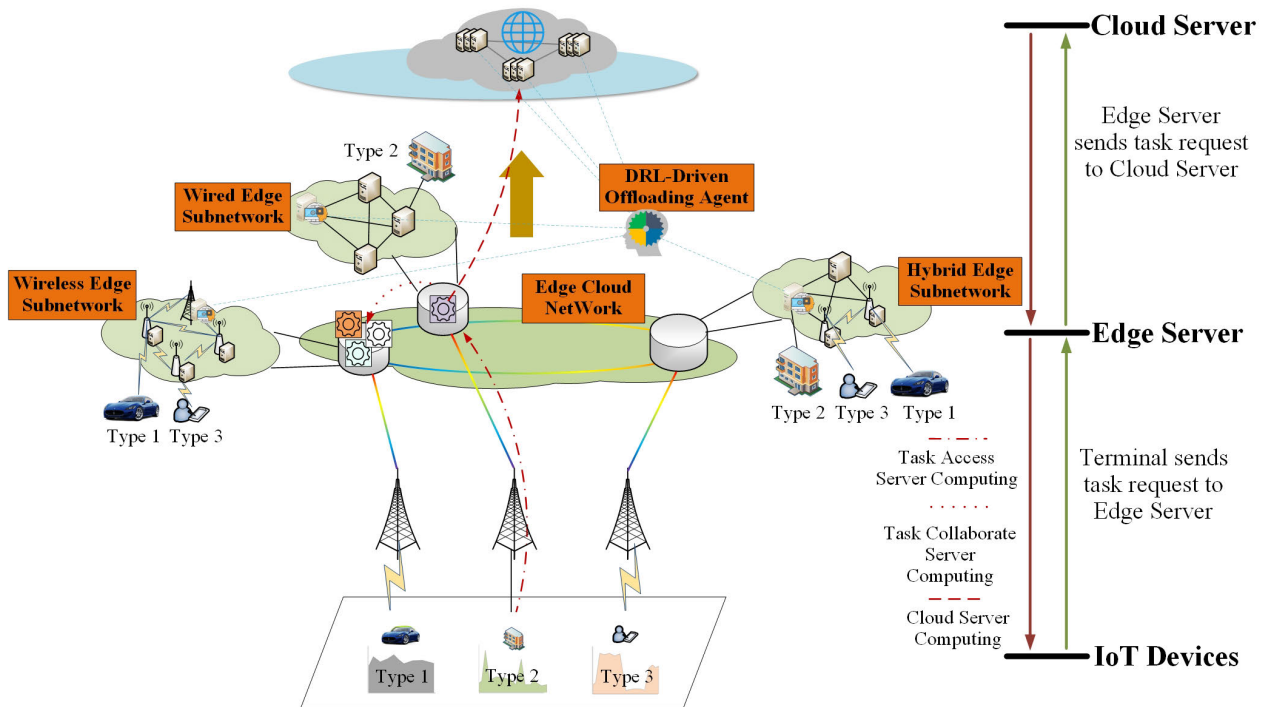 Cloud Server
Edge Server
sends task request
to Cloud Server
Type 2
DRL-Driven
Offloading Agent
Wired Edge
Subnetwork
Wireless Edge
Subnetwork
Edge Cloud
NetWork
Hybrid Edge
Subnetwork
Edge Server
Type 1
Type 3
Type 2
Type 3
Type 1
Task Access
Server Computing
Terminal sends
task request to
Edge Server
Task Collaborate
Server
Computing
Cloud Server
Computing
Type 1
Type 2
Type 3
IoT Devices